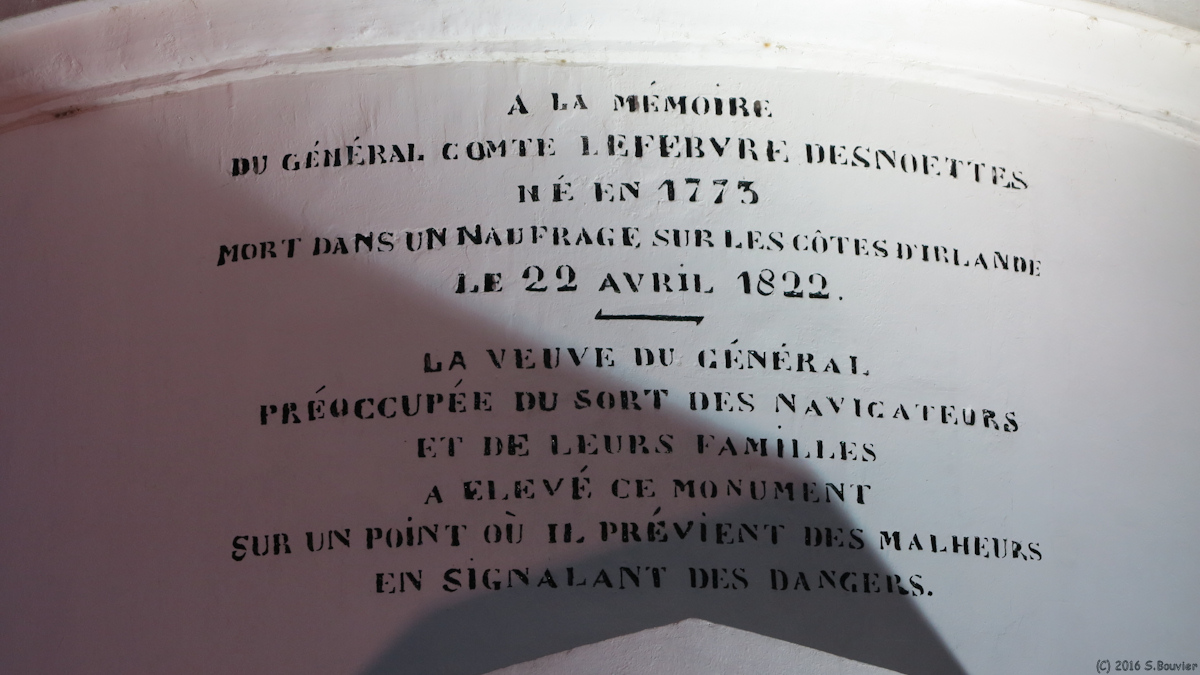 A LA MÉMOIRE
DU GÉNÉRAL COMTE LEFEBVRE DESNOETTES
NÉ EN 1773
MORT DANS UN NAUFRAGE SUR LES CÔTES D'IRLANDE
LE 22 AVRIL 1822.
LA VEUVE DU GÉNÉRAL
PRÉOCCUPÉE DU SORT DES NAVIGATEURS
ET DE LEURS FAMILLES
A ELEVÉ CE MONUMENT
SUR UN POINT OÙ IL PRÉVIENT DES MALHEURS
EN SIGNALANT DES DANGERS.
(C) 2016 S.Bouvier